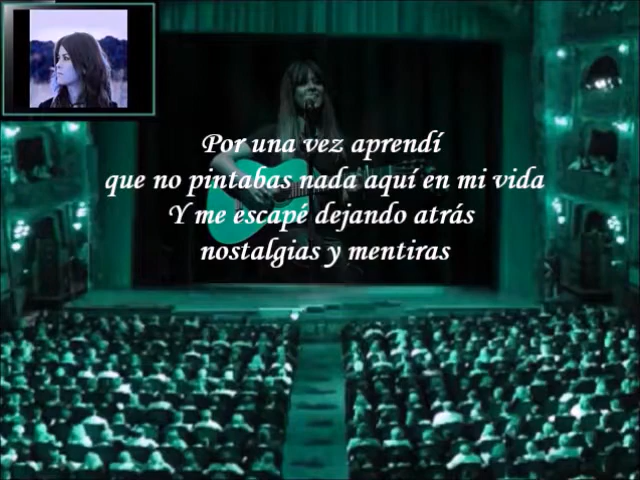 Por una vez aprendí
que no pintabas nada aquí en mi vida
Y me escapé dejando atrás
nostalgias y mentiras